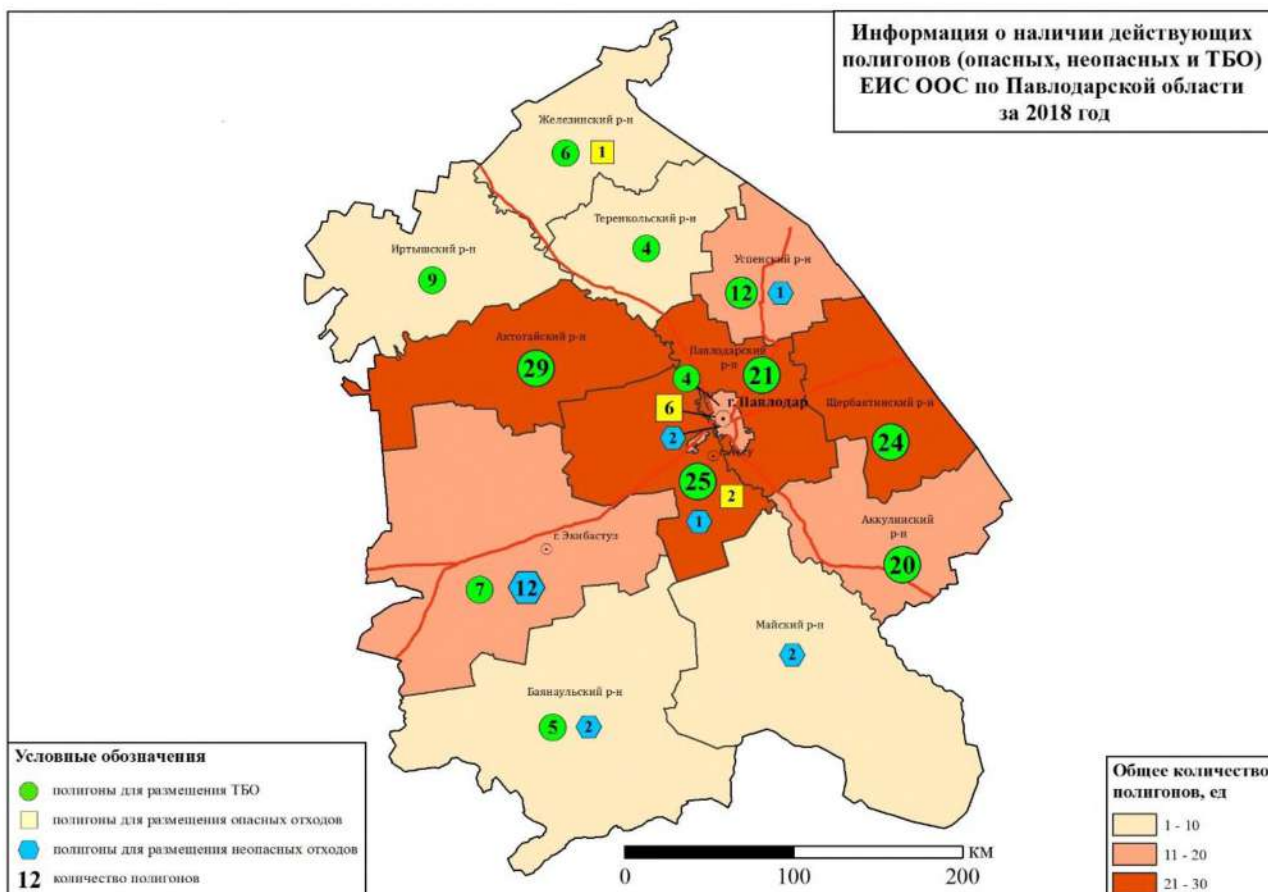 Информация о наличии действующих
полигонов (опасных, неопасных и ТБО)
ЕИС ООС по Павлодарской области
за 2018 год
Железинский р-н
6
1
Теренкольский р-н
4
Иртышский р-н
9
Успенский р-н
12
1
Актогайский р-н
29
Павлодарский
р-н
21
4
г. Павлодар
6
2
Щербактинский р-н
24
25
2
1
Аккулинский
р-н
20
г. Экибастуз
7
12
Майский р-н
2
Баянаульский р-н
5
2
Условные обозначения
полигоны для размещения ТБО
полигоны для размещения опасных отходов
полигоны для размещения неопасных отходов
12 количество полигонов
км
0 100 200
Общее количество
полигонов, ед
1 - 10
11 - 20
21 - 30